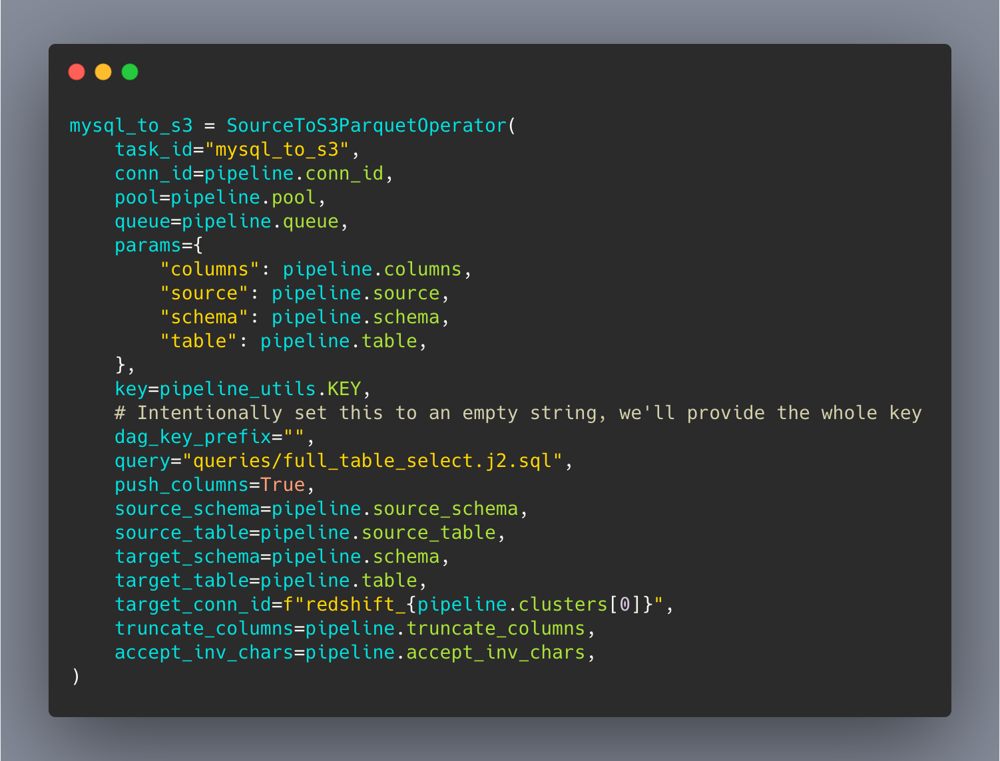 mysql_to_s3 = SourceToS3ParquetOperator(
    task_id="mysql_to_s3",
    conn_id=pipeline.conn_id,
    pool=pipeline.pool,
    queue=pipeline.queue,
    params={
        "columns": pipeline.columns,
        "source": pipeline.source,
        "schema": pipeline.schema,
        "table": pipeline.table,
    },
    key=pipeline_utils.KEY,
    # Intentionally set this to an empty string, we'll provide the whole key
    dag_key_prefix="",
    query="queries/full_table_select.j2.sql",
    push_columns=True,
    source_schema=pipeline.source_schema,
    source_table=pipeline.source_table,
    target_schema=pipeline.schema,
    target_table=pipeline.table,
    target_conn_id=f"redshift_{pipeline.clusters[0]}",
    truncate_columns=pipeline.truncate_columns,
    accept_inv_chars=pipeline.accept_inv_chars,
)